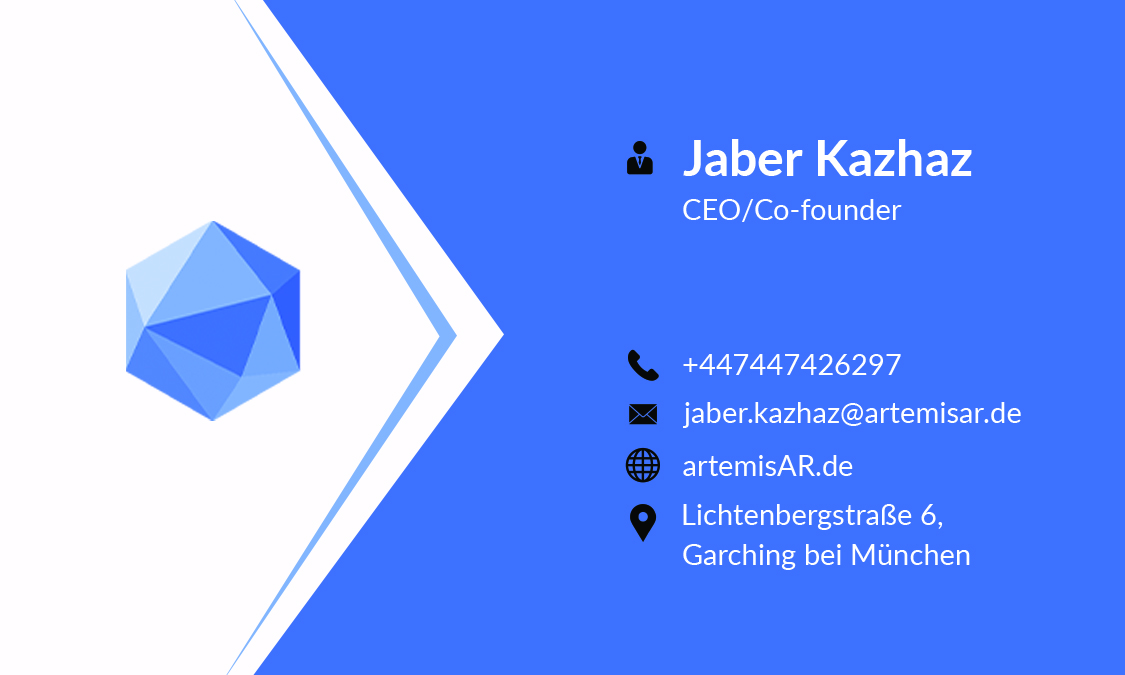 Jaber Kazhaz
CEO/Co-founder
+447447426297
jaber.kazhaz@artemisar.de
artemisAR.de
Lichtenbergstraße 6,
Garching bei München